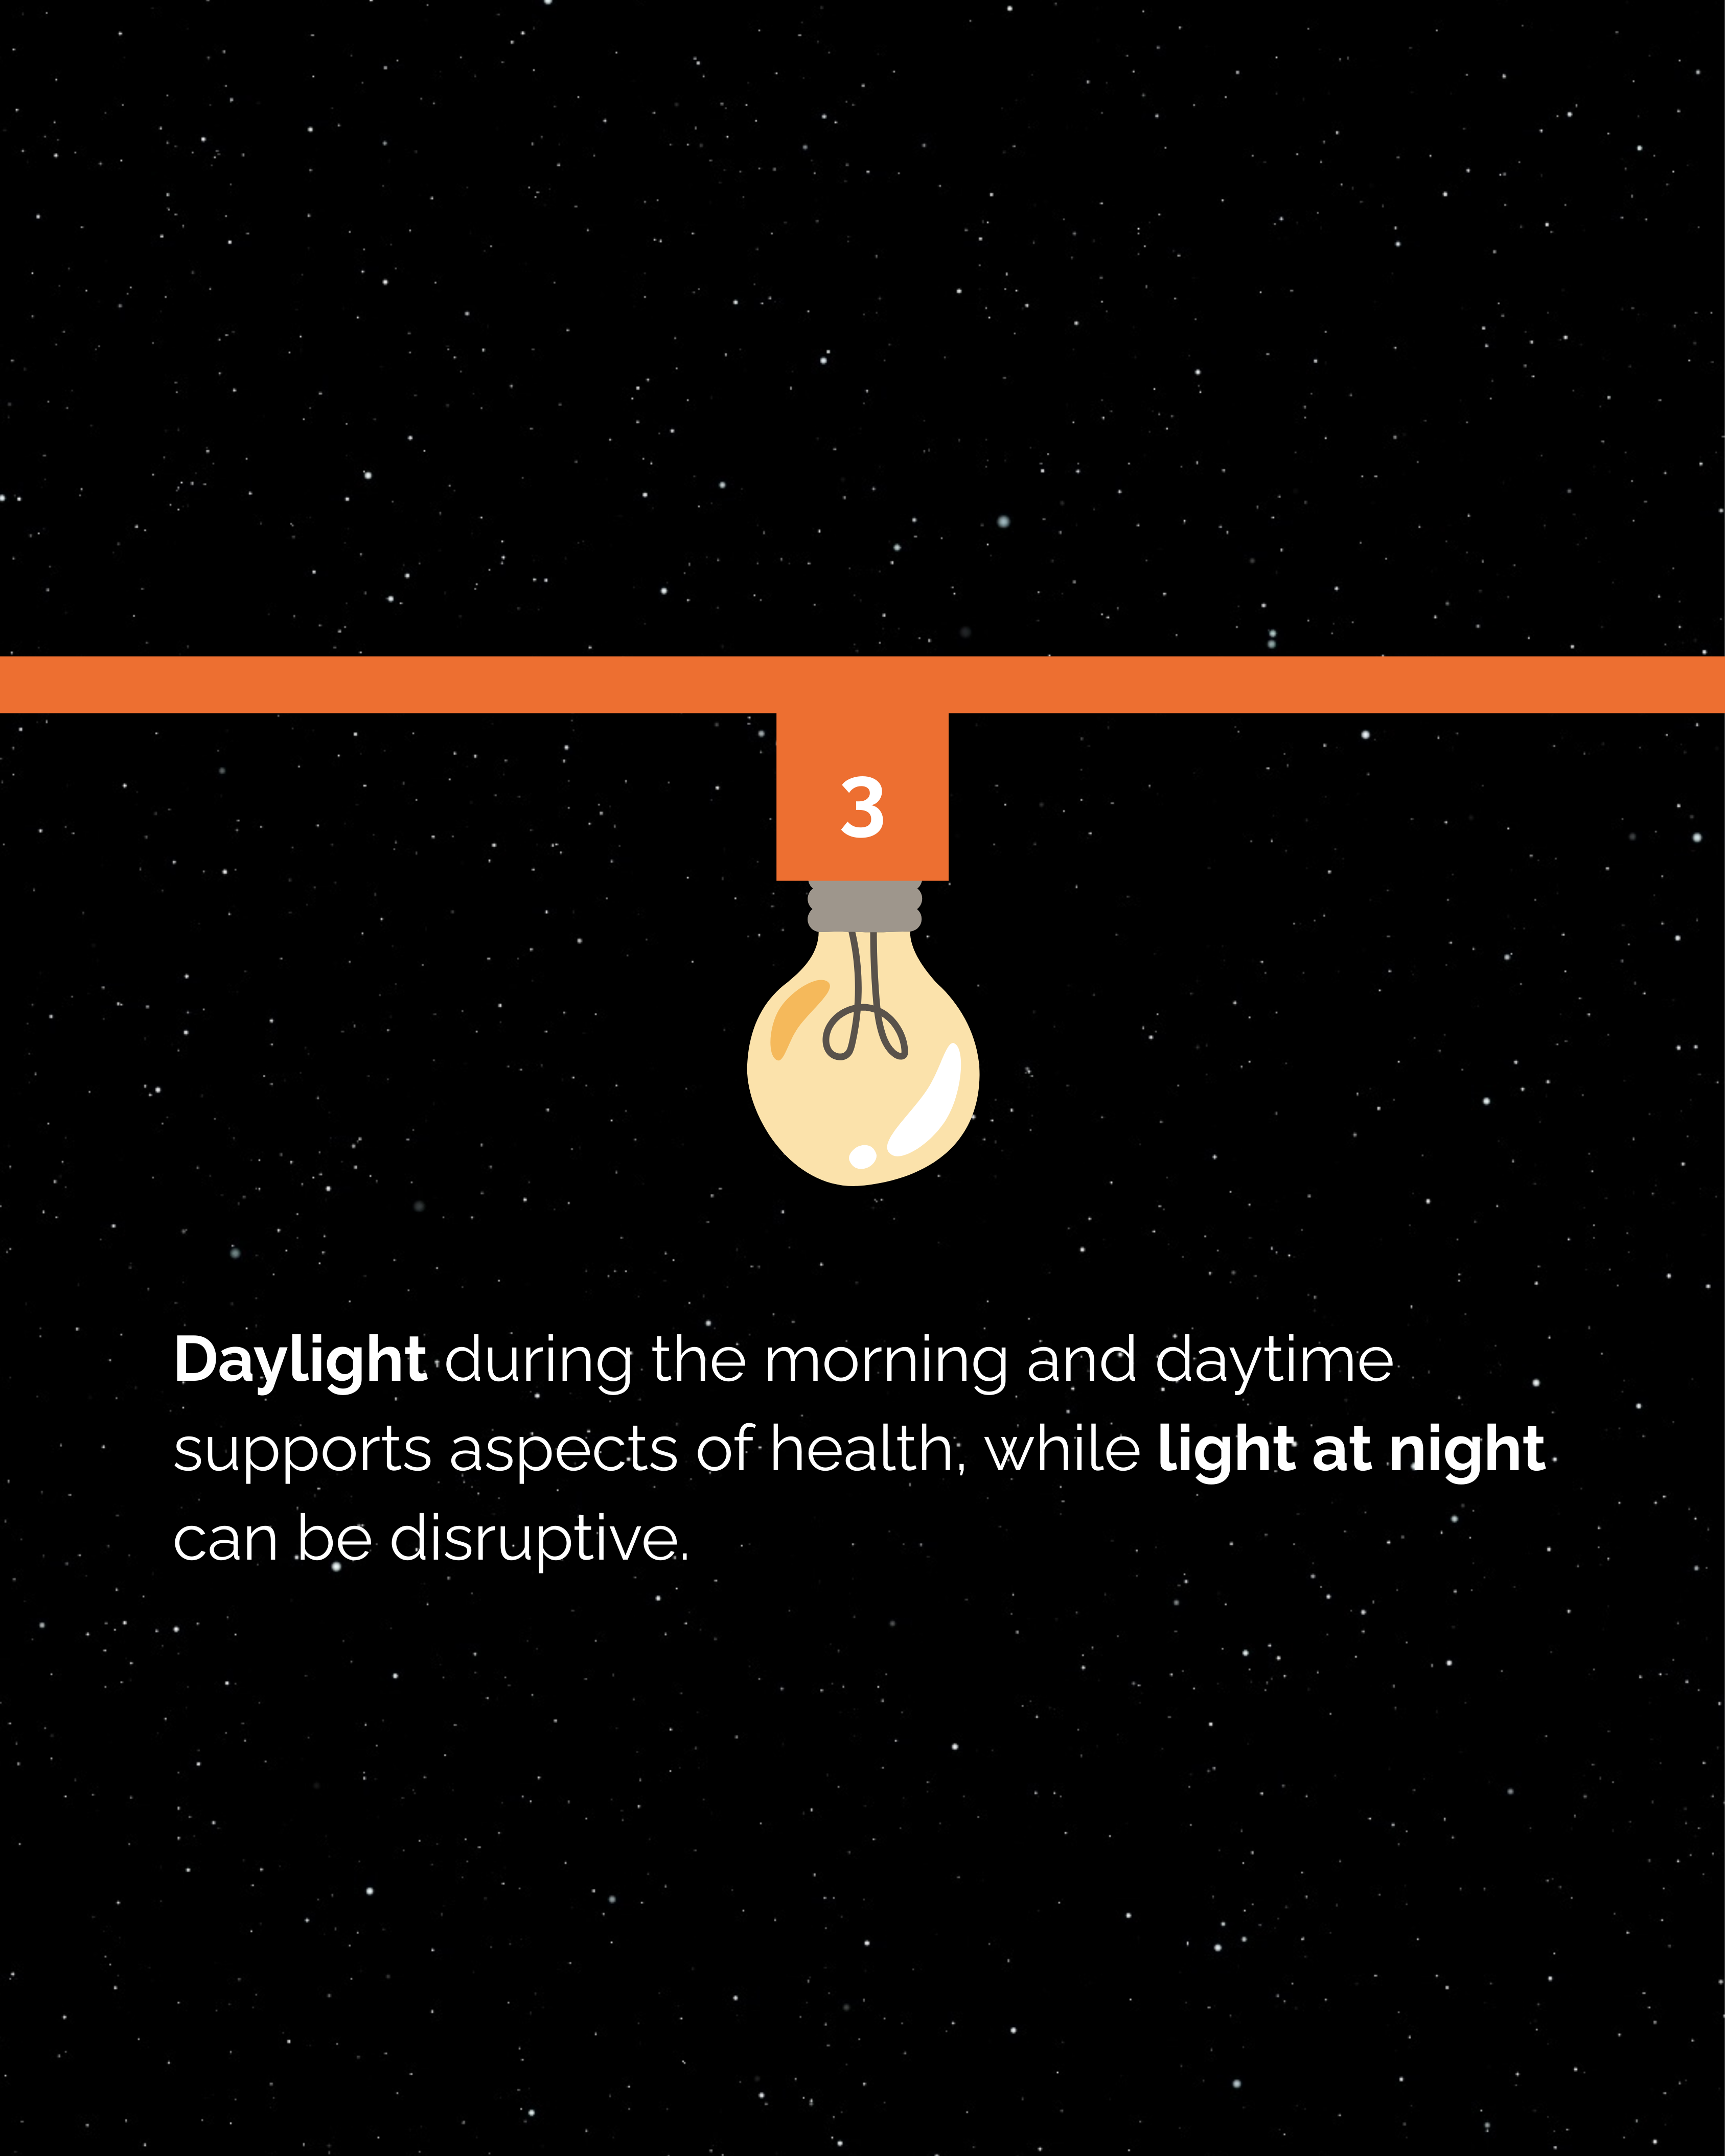 3
Daylight during the morning and daytime
supports aspects of health, while light at night
can be disruptive.